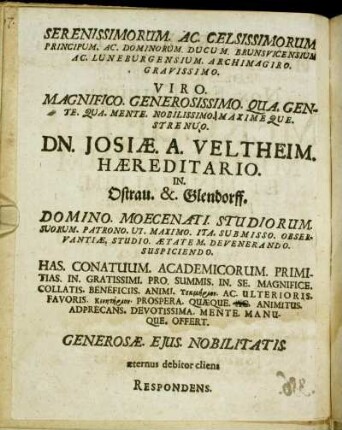 SERENISSIMORUM. AC. CELSISSIMORUM
PRINCIPUM. AC. DOMINORUM. DUCUM. BRUNSVICENSIUM
AC. LUNEBURGENSIUM. ARCHIMAGIRO.
GRAVISSIMO.
VIRO.
MAGNIFICO. GENEROSISSIMO. QUA. GEN-
TE. QUA. MENTE. NOBILISSIMO. MAXIMEQUE.
STRENUO.
DN. JOSIÆ. A. VELTHEIM.
HÆREDITARIO.
IN.
Ostrau. &. Glendorff.
DOMINO. MOECENATI. STUDIORUM.
SUORUM. PATRONO. UT. MAXIMO. ITA. SUBMISSO. OBSER-
VANTIÆ. STUDIO. ÆTATEM. DEVENERANDO.
SUSPICIENDO.
HAS. CONATUUM. ACADEMICORUM. PRIMI-
TIAS. IN. GRATISSIMI. PRO. SUMMIS. IN. SE. MAGNIFICE.
COLLATIS. BENEFICIIS. ANIMI. AC. ULTERIORIS.
FAVORIS. PROSPERA. QUÆQUE. ANIMITUS.
ADPRECANS. DEVOTISSIMA. MENTE. MANU-
QUE. OFFERT.
GENEROSÆ. EJUS. NOBILITATIS.
æternus debitor cliens
RESPONDENS.